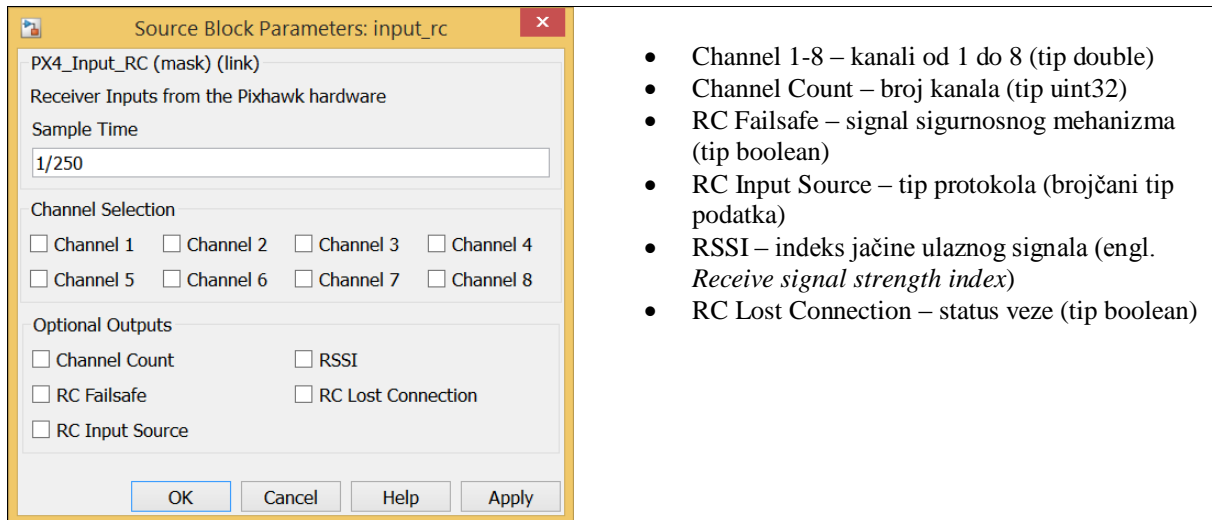 Source Block Parameters: input_rc
x
PX4_Input_RC (mask) (link)
Receiver Inputs from the Pixhawk hardware
Sample Time
1/250
Channel Selection
Channel 1 Channel 2 Channel 3 Channel 4
Channel 5 Channel 6 Channel 7 Channel 8
Optional Outputs
Channel Count RSSI
RC Failsafe RC Lost Connection
RC Input Source
OK Cancel Help Apply
• Channel 1-8 – kanali od 1 do 8 (tip double)
• Channel Count – broj kanala (tip uint32)
• RC Failsafe – signal sigurnosnog mehanizma
(tip boolean)
• RC Input Source – tip protokola (brojčani tip
podatka)
• RSSI – indeks jačine ulaznog signala (engl.
Receive signal strength index)
• RC Lost Connection – status veze (tip boolean)